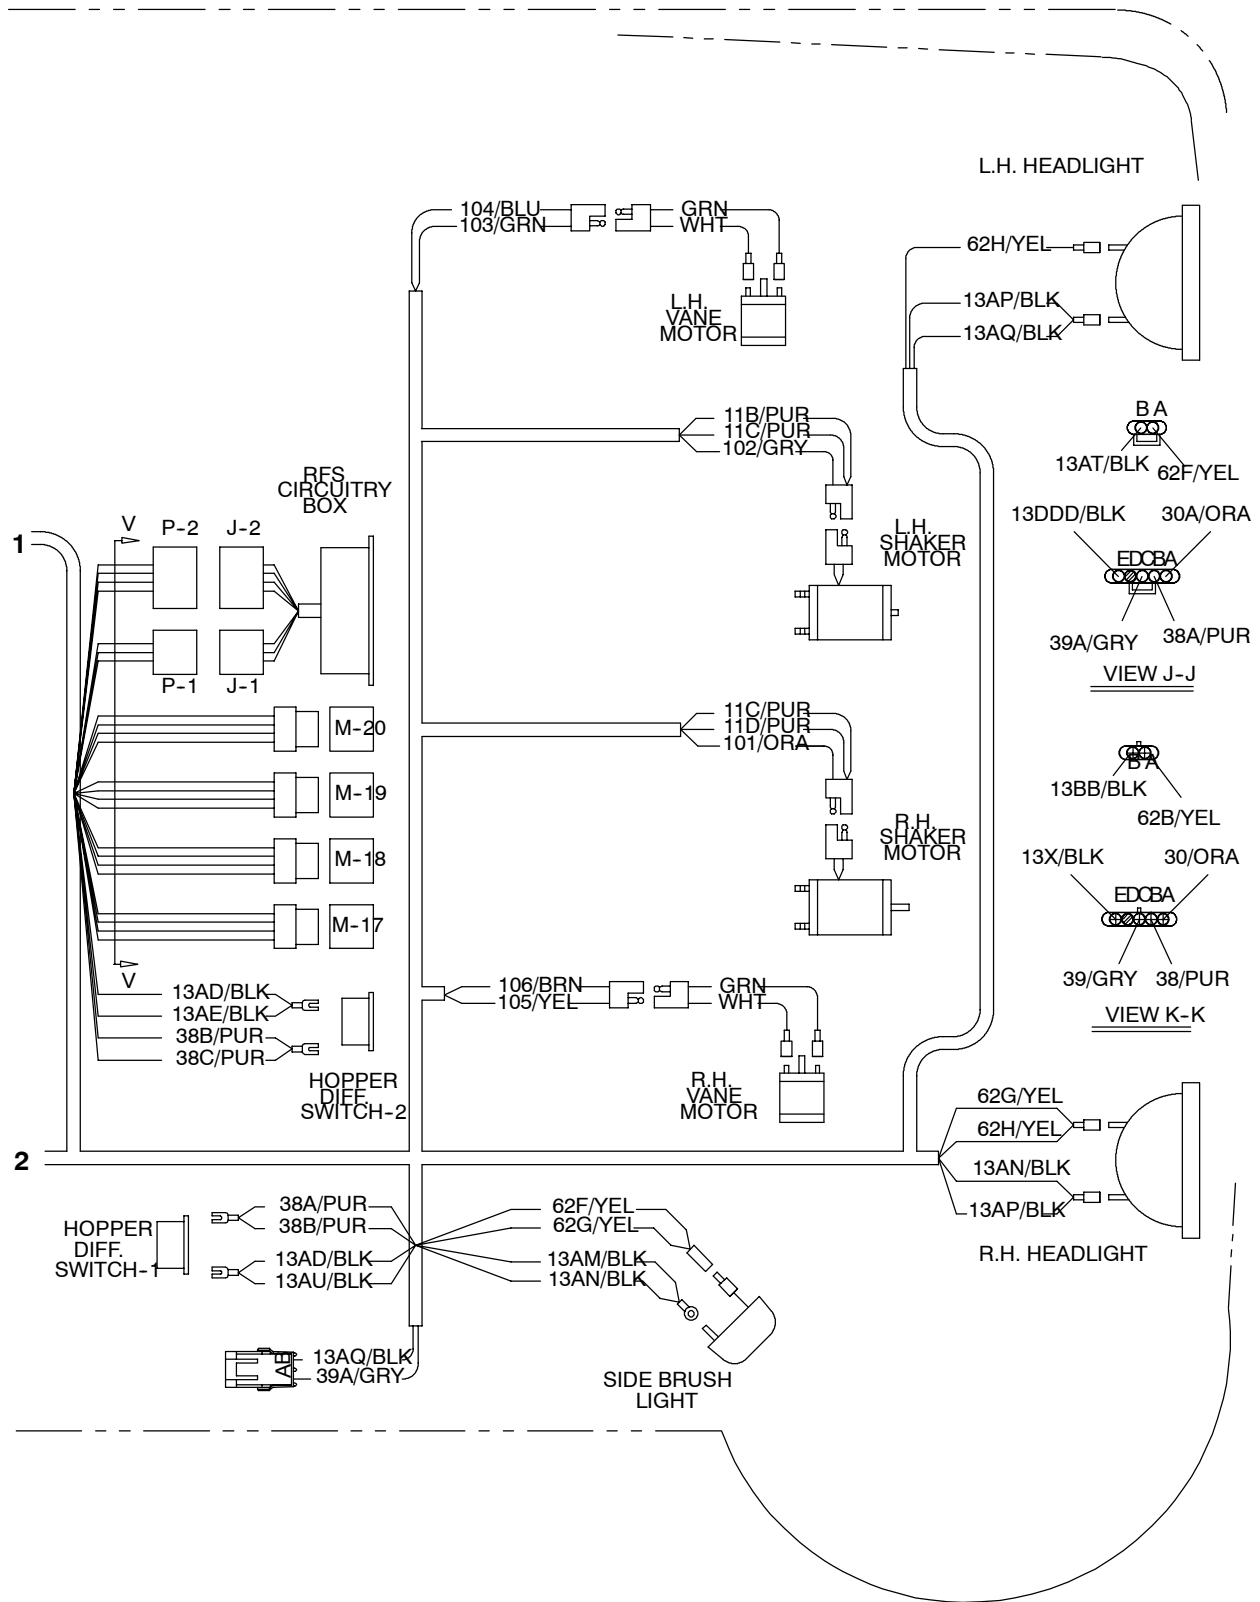 L.H. HEADLIGHT
104/BLU
103/GRN
GRN
WHT
L.H.
VANE
MOTOR
62H/YEL
13AP/BLK
13AQ/BLK
11B/PUR
11C/PUR
102/GRY
B A
13AT/BLK
62F/YEL
RFS
CIRCUITRY
BOX
1
V
P-2
J-2
L.H.
SHAKER
MOTOR
13DDD/BLK
30A/ORA
EDCBA
39A/GRY
38A/PUR
VIEW J-J
P-1
J-1
M-20
M-19
M-18
M-17
V
11C/PUR
11D/PUR
101/ORA
R.H.
SHAKER
MOTOR
B A
13BB/BLK
62B/YEL
13X/BLK
30/ORA
EDCBA
39/GRY
38/PUR
VIEW K-K
13AD/BLK
13AE/BLK
38B/PUR
38C/PUR
HOPPER
DIFF.
SWITCH-2
106/BRN
105/YEL
GRN
WHT
R.H.
VANE
MOTOR
2
62G/YEL
62H/YEL
13AN/BLK
13AP/BLK
R.H. HEADLIGHT
HOPPER
DIFF.
SWITCH-1
38A/PUR
38B/PUR
13AD/BLK
13AU/BLK
62F/YEL
62G/YEL
13AM/BLK
13AN/BLK
AB
13AQ/BLK
39A/GRY
SIDE BRUSH
LIGHT